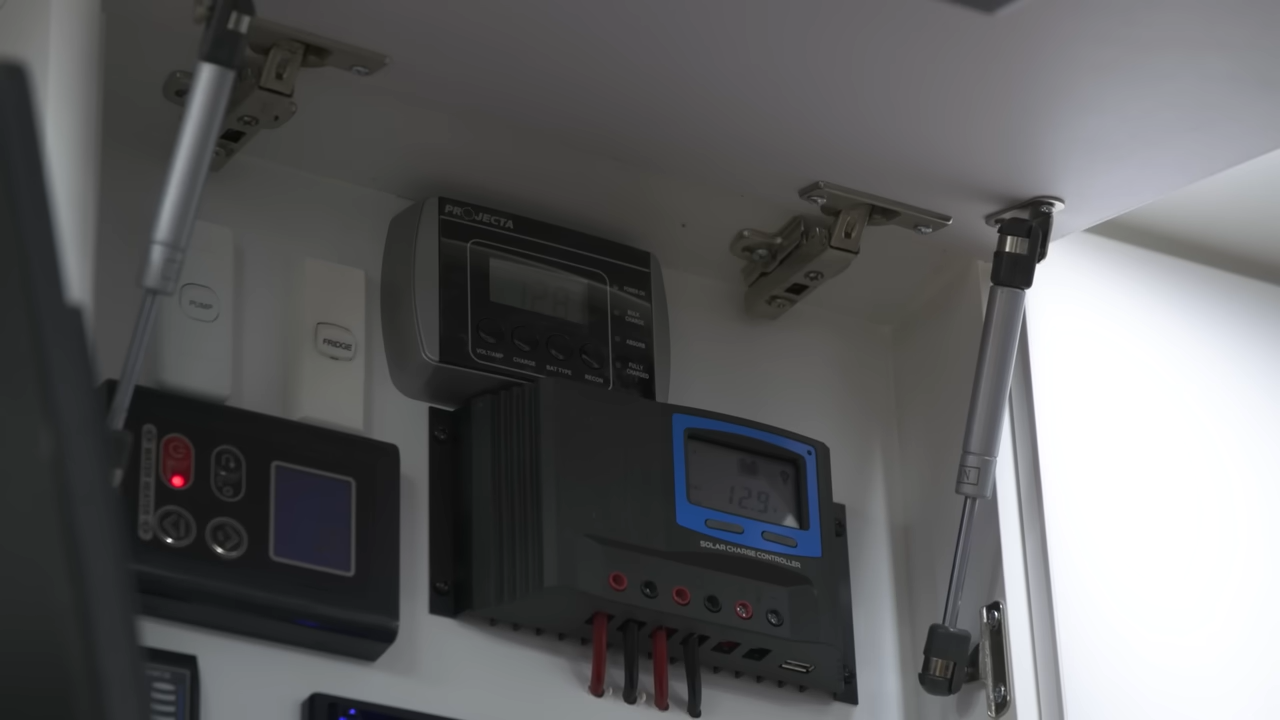 PROJECTA
POWER ON
BULK
CHARGE
ABSORB
FULLY
CHARGED
VOLT/AMP
CHARGE
BAT TYPE
RECON
PUMP
FRIDGE
12.9
SOLAR CHARGE CONTROLLER
N